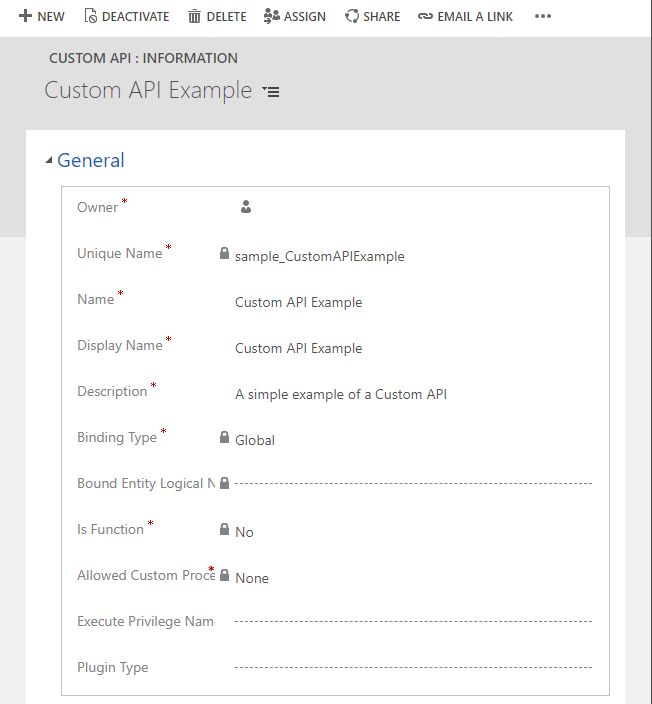 NEW DEACTIVATE DELETE ASSIGN SHARE EMAIL A LINK
CUSTOM API : INFORMATION
Custom API Example
General
Owner *
Unique Name * sample_CustomAPIExample
Name * Custom API Example
Display Name * Custom API Example
Description * A simple example of a Custom API
Binding Type * Global
Bound Entity Logical N
Is Function * No
Allowed Custom Proce * None
Execute Privilege Nam
Plugin Type